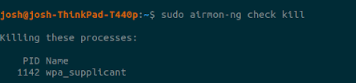 josh@josh-ThinkPad-T440p:~$ sudo airmon-ng check kill
Killing these processes:
PID Name
1142 wpa_supplicant